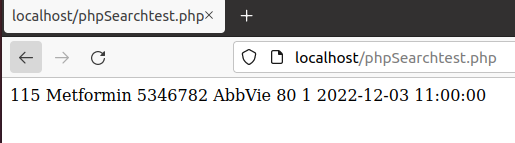 localhost/phpSearchtest.php
localhost/phpSearchtest.php
115 Metformin 5346782 AbbVie 80 1 2022-12-03 11:00:00